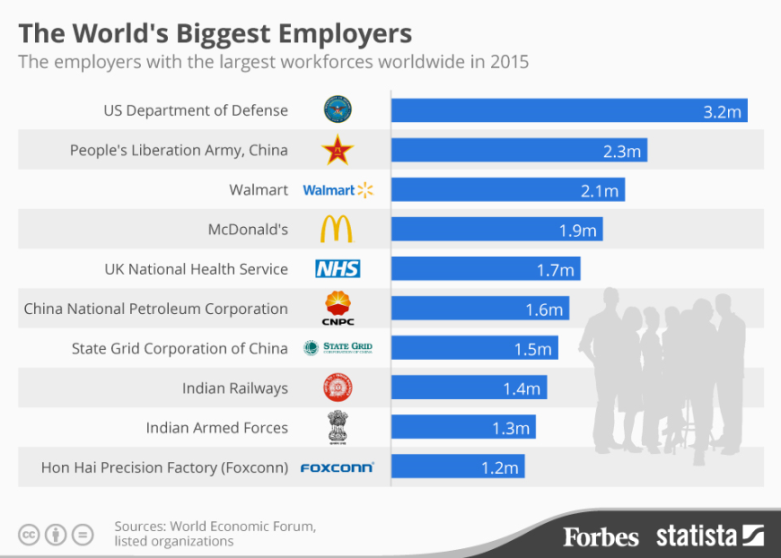 The World's Biggest Employers
The employers with the largest workforces worldwide in 2015
US Department of Defense 3.2m
People's Liberation Army, China 2.3m
Walmart Walmart 2.1m
McDonald's 1.9m
UK National Health Service NHS 1.7m
China National Petroleum Corporation CNPC 1.6m
State Grid Corporation of China STATE GRID 1.5m
Indian Railways 1.4m
Indian Armed Forces 1.3m
Hon Hai Precision Factory (Foxconn) FOXCONN 1.2m
cc
Sources: World Economic Forum,
listed organizations
Forbes statista